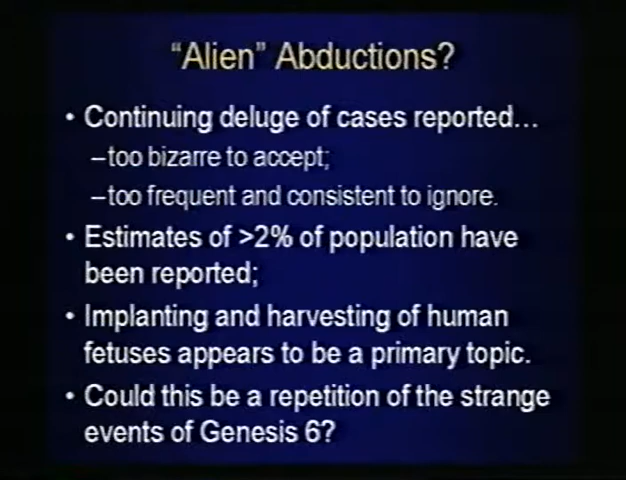 “Alien” Abductions?
• Continuing deluge of cases reported…
–too bizarre to accept;
–too frequent and consistent to ignore.
• Estimates of >2% of population have
been reported;
• Implanting and harvesting of human
fetuses appears to be a primary topic.
• Could this be a repetition of the strange
events of Genesis 6?